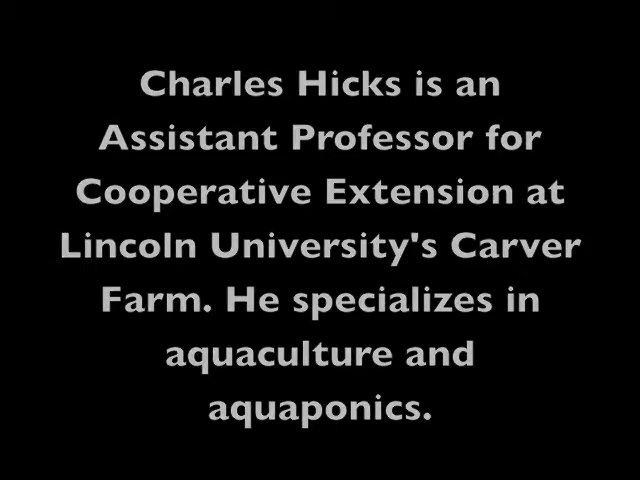 Charles Hicks is an
Assistant Professor for
Cooperative Extension at
Lincoln University's Carver
Farm. He specializes in
aquaculture and
aquaponics.